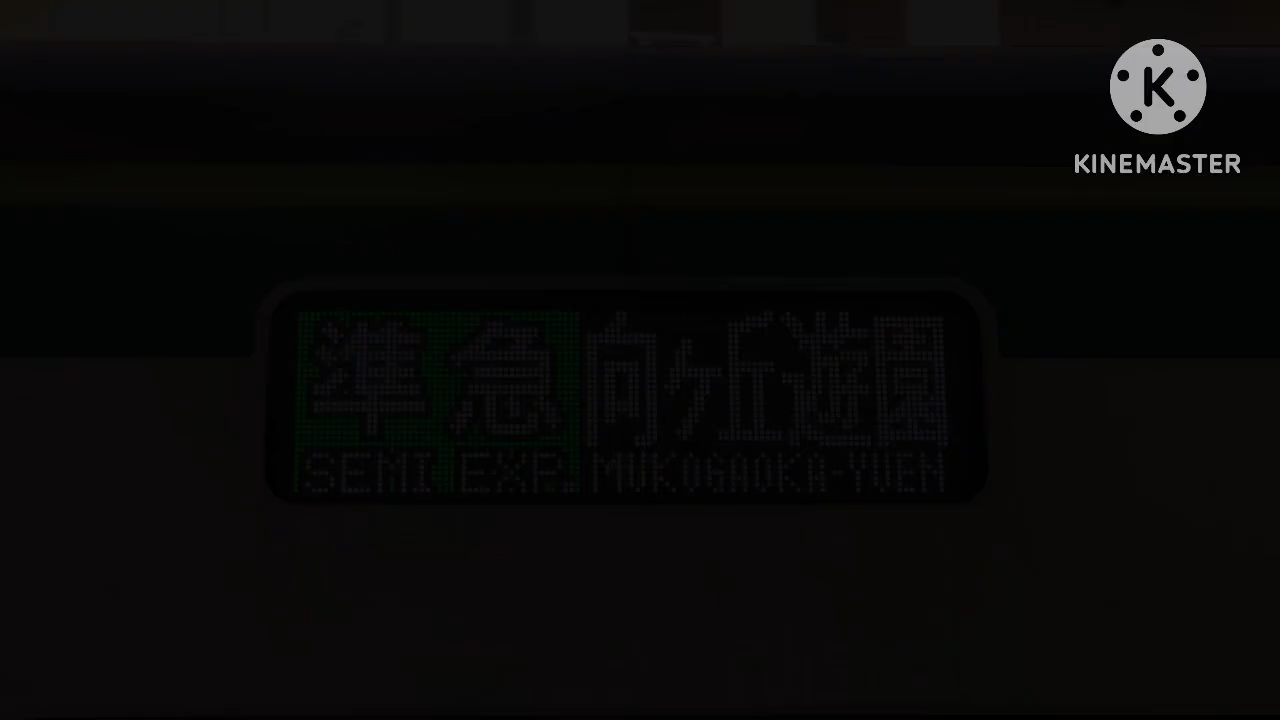 K
KINEMASTER
準急 向ヶ丘遊園
SEMI EXP. MUKOGAOKA-YUEN